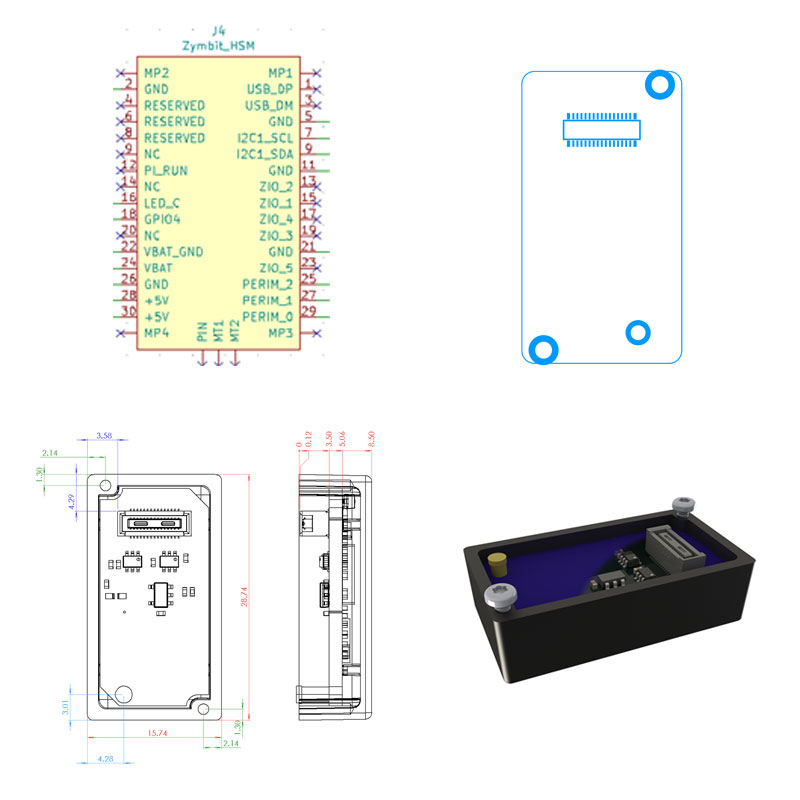 J4
Zymbit_HSM
MP2 MP1
2 GND USB_DP 1
4 RESERVED USB_DM 3
6 RESERVED GND 5
8 RESERVED I2C1_SCL 7
9 NC I2C1_SDA 9
12 PI_RUN GND 11
14 NC ZIO_2 13
16 LED_C ZIO_1 15
18 GPIO4 ZIO_4 17
20 NC ZIO_3 19
22 VBAT_GND GND 21
24 VBAT ZIO_5 23
26 GND PERIM_2 25
28 +5V PERIM_1 27
30 +5V PERIM_0 29
MP4 MP3
PIN
MT1
MT2
3.58
2.14
1.30
4.29
28.74
3.01
15.74
4.28
1.30
2.14
0
0.12
3.50
5.06
8.50